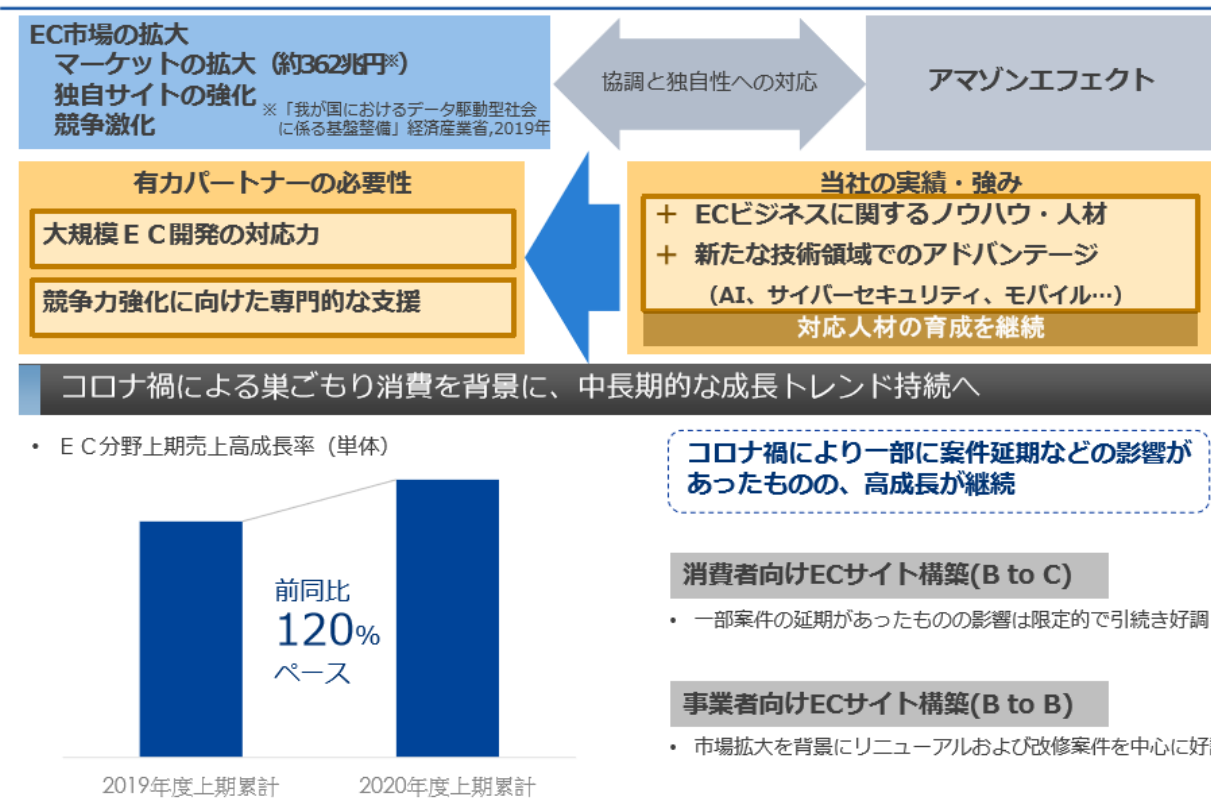 EC市場の拡大
マーケットの拡大（約362兆円※）
独自サイトの強化
競争激化
※「我が国におけるデータ駆動型社会
に係る基盤整備」経済産業省,2019年
協調と独自性への対応
アマゾンエフェクト
有力パートナーの必要性
大規模ＥＣ開発の対応力
競争力強化に向けた専門的な支援
当社の実績・強み
＋ ECビジネスに関するノウハウ・人材
＋ 新たな技術領域でのアドバンテージ
（AI、サイバーセキュリティ、モバイル…）
対応人材の育成を継続
コロナ禍による巣ごもり消費を背景に、中長期的な成長トレンド持続へ
• ＥＣ分野上期売上高成長率（単体）
前同比
120%
ペース
2019年度上期累計
2020年度上期累計
コロナ禍により一部に案件延期などの影響が
あったものの、高成長が継続
消費者向けECサイト構築(B to C)
• 一部案件の延期があったものの影響は限定的で引続き好調
事業者向けECサイト構築(B to B)
• 市場拡大を背景にリニューアルおよび改修案件を中心に好